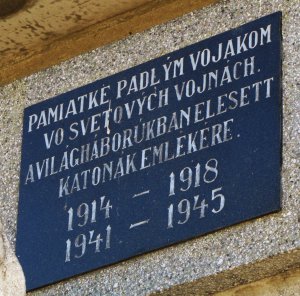 PAMIATKE PADLÝM VOJAKOM
VO SVETOVÝCH VOJNÁCH.
A VILÁGHÁBORÚKBAN ELESETT
KATONÁK EMLÉKÉRE.
1914 – 1918
1941 – 1945